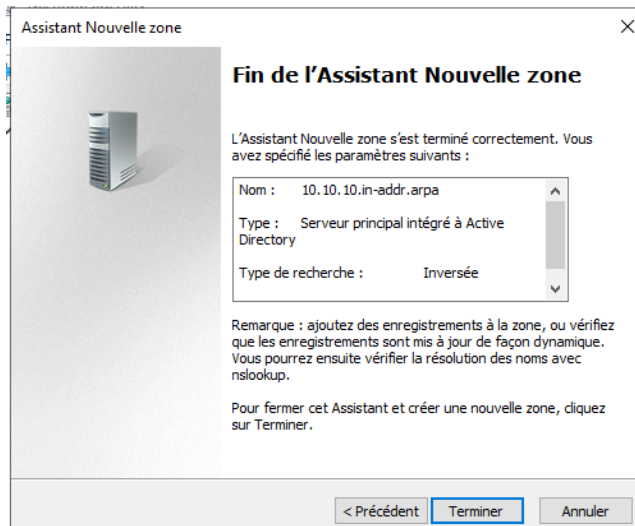 Assistant Nouvelle zone
Fin de l'Assistant Nouvelle zone
L'Assistant Nouvelle zone s'est terminé correctement. Vous
avez spécifié les paramètres suivants :
Nom : 10.10.10.in-addr.arpa
Type : Serveur principal intégré à Active
Directory
Type de recherche : Inversée
Remarque : ajoutez des enregistrements à la zone, ou vérifiez
que les enregistrements sont mis à jour de façon dynamique.
Vous pourrez ensuite vérifier la résolution des noms avec
nslookup.
Pour fermer cet Assistant et créer une nouvelle zone, cliquez
sur Terminer.
< Précédent Terminer Annuler